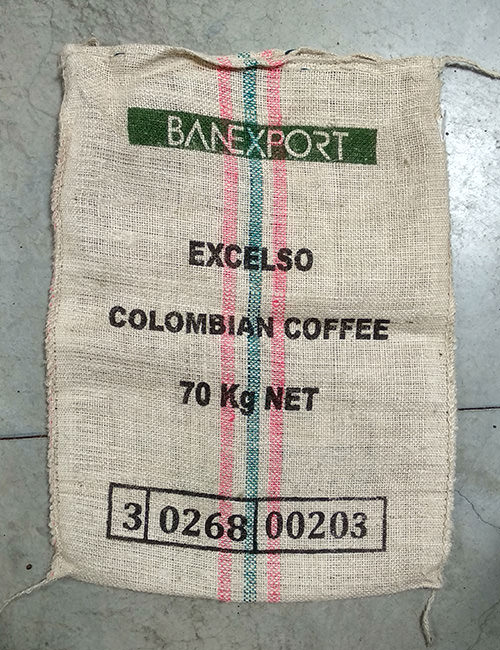 BANEXPORT
EXCELSO
COLOMBIAN COFFEE
70 Kg NET
3 0268 00203